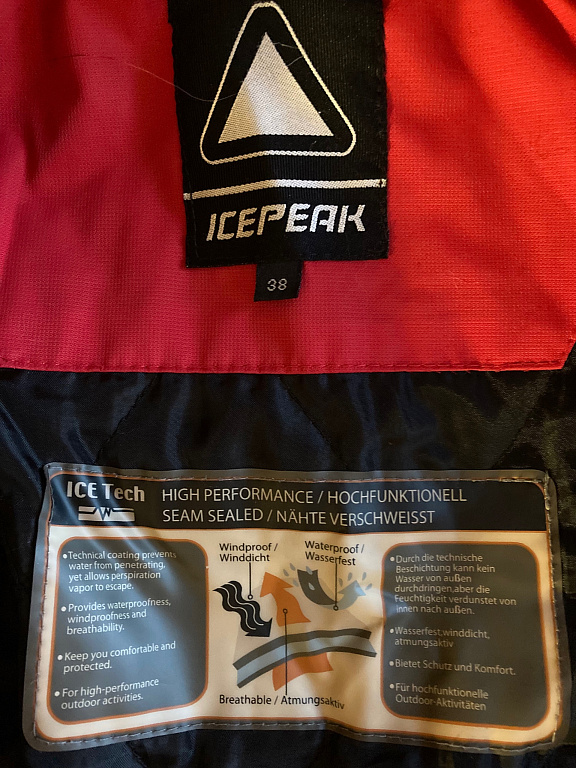 ICEPEAK
38
ICE Tech
HIGH PERFORMANCE / HOCHFUNKTIONELL
SEAM SEALED / NÄHTE VERSCHWEISST
•Technical coating prevents
water from penetrating,
yet allows perspiration
vapor to escape.
•Provides waterproofness,
windproofness and
breathability.
•Keep you comfortable and
protected.
•For high-performance
outdoor activities.
Windproof /
Winddicht
Waterproof /
Wasserfest
Breathable / Atmungsaktiv
•Durch die technische
Beschichtung kann kein
Wasser von außen
durchdringen,aber die
Feuchtigkeit verdunstet von
innen nach außen.
•Wasserfest,winddicht,
atmungsaktiv
•Bietet Schutz und Komfort.
•Für hochfunktionelle
Outdoor-Aktivitäten